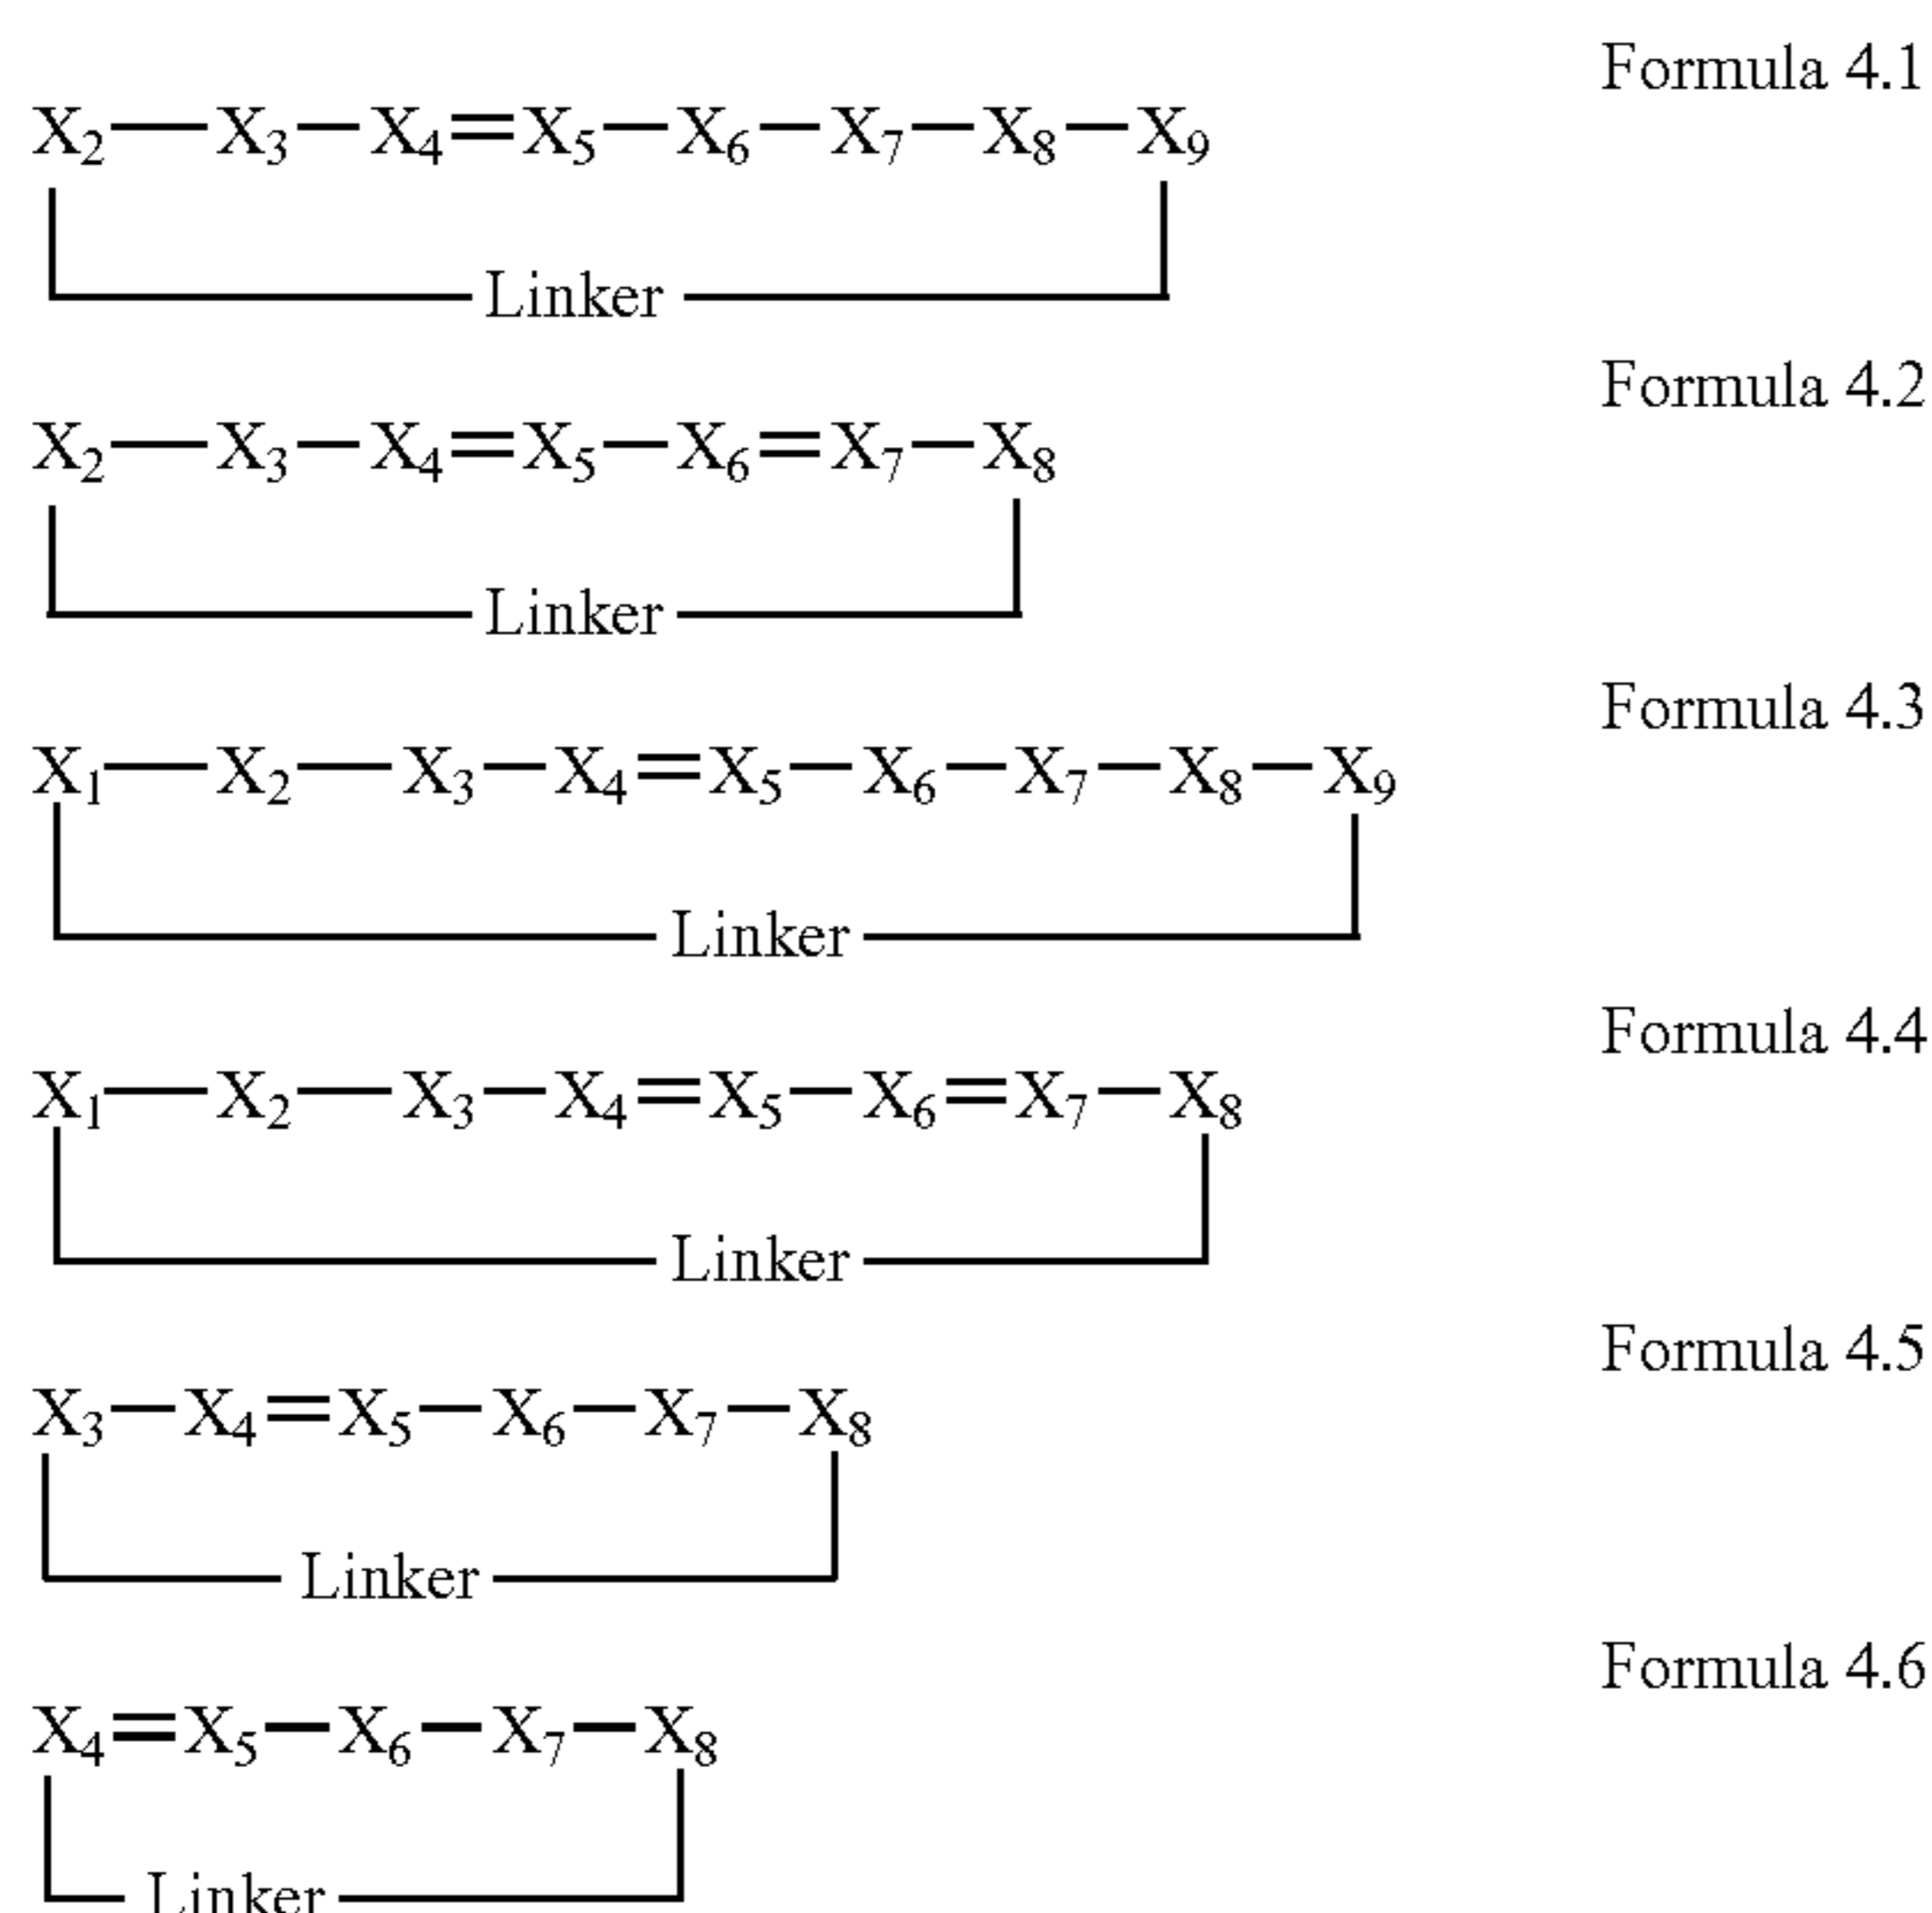 Formula 4.1
X₂—X₃—X₄=X₅—X₆—X₇—X₈—X₉
Linker
Formula 4.2
X₂—X₃—X₄=X₅—X₆=X₇—X₈
Linker
Formula 4.3
X₁—X₂—X₃—X₄=X₅—X₆—X₇—X₈—X₉
Linker
Formula 4.4
X₁—X₂—X₃—X₄=X₅—X₆=X₇—X₈
Linker
Formula 4.5
X₃—X₄=X₅—X₆—X₇—X₈
Linker
Formula 4.6
X₄=X₅—X₆—X₇—X₈
Linker